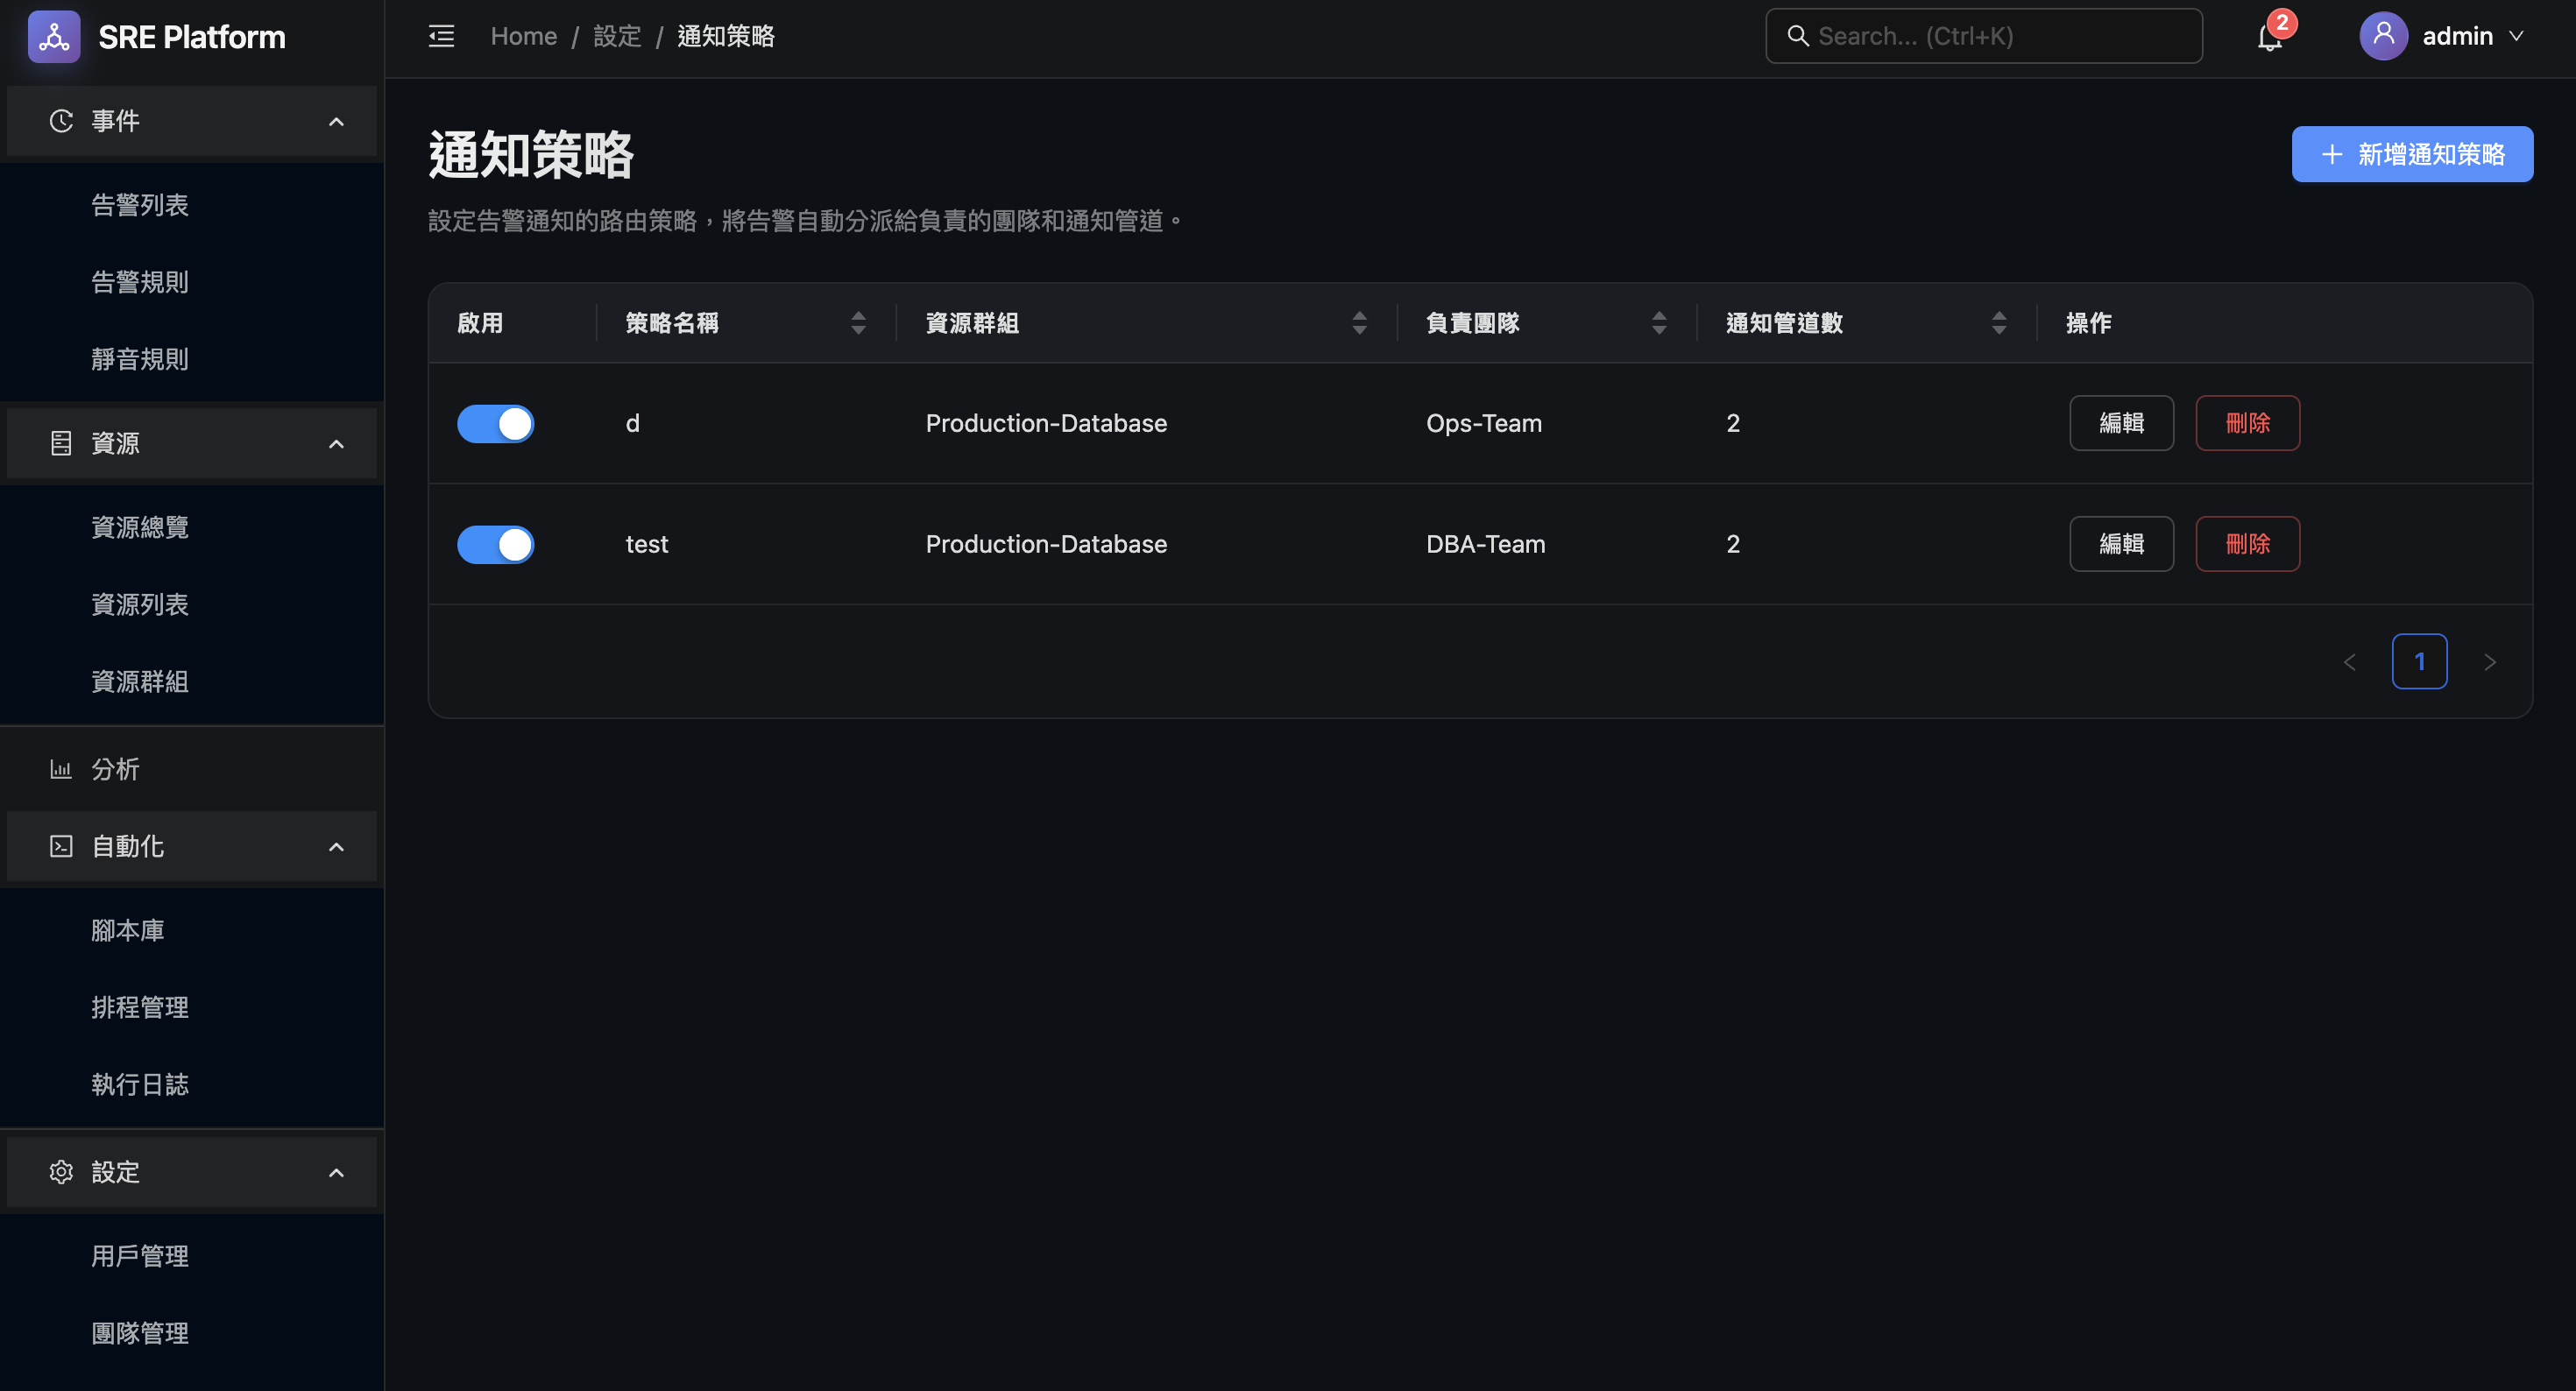 SRE Platform
Home / 設定 / 通知策略
Search... (Ctrl+K)
2
admin
事件
告警列表
告警規則
靜音規則
資源
資源總覽
資源列表
資源群組
分析
自動化
腳本庫
排程管理
執行日誌
設定
用戶管理
團隊管理
通知策略
新增通知策略
設定告警通知的路由策略，將告警自動分派給負責的團隊和通知管道。
啟用 策略名稱 資源群組 負責團隊 通知管道數 操作
d Production-Database Ops-Team 2 編輯 刪除
test Production-Database DBA-Team 2 編輯 刪除
1